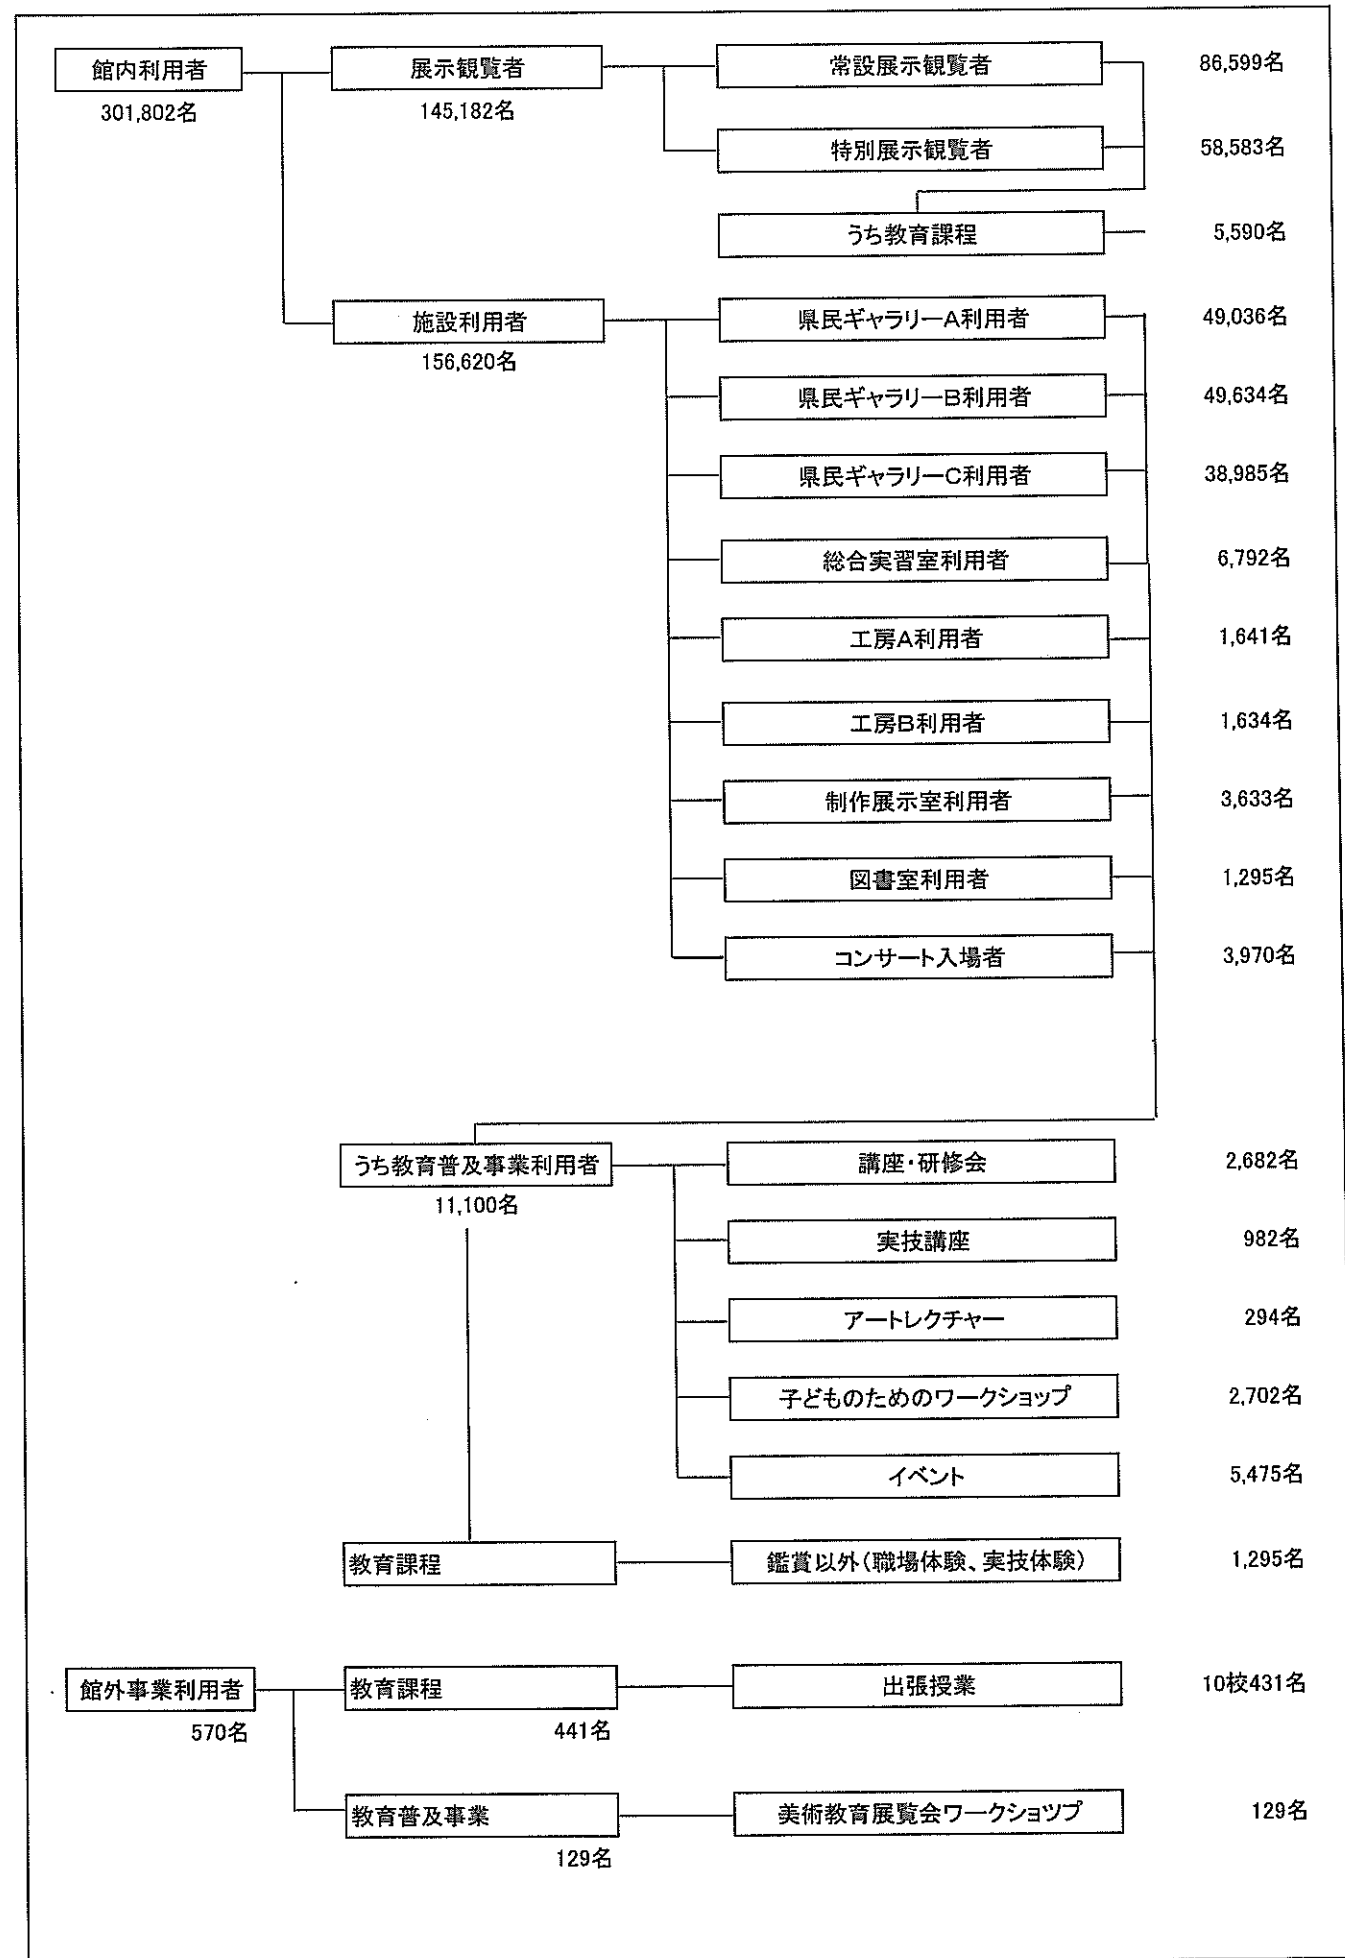 館内利用者 展示観覧者 常設展示観覧者 86,599名
301,802名 145,182名
特別展示観覧者 58,583名
うち教育課程 5,590名
施設利用者 県民ギャラリーA利用者 49,036名
156,620名
県民ギャラリーB利用者 49,634名
県民ギャラリーC利用者 38,985名
総合実習室利用者 6,792名
工房A利用者 1,641名
工房B利用者 1,634名
制作展示室利用者 3,633名
図書室利用者 1,295名
コンサート入場者 3,970名
うち教育普及事業利用者 講座・研修会 2,682名
11,100名
実技講座 982名
アートレクチャー 294名
子どものためのワークショップ 2,702名
イベント 5,475名
教育課程 鑑賞以外(職場体験、実技体験) 1,295名
館外事業利用者 教育課程 出張授業 10校431名
570名 441名
教育普及事業 美術教育展覧会ワークショツプ 129名
129名